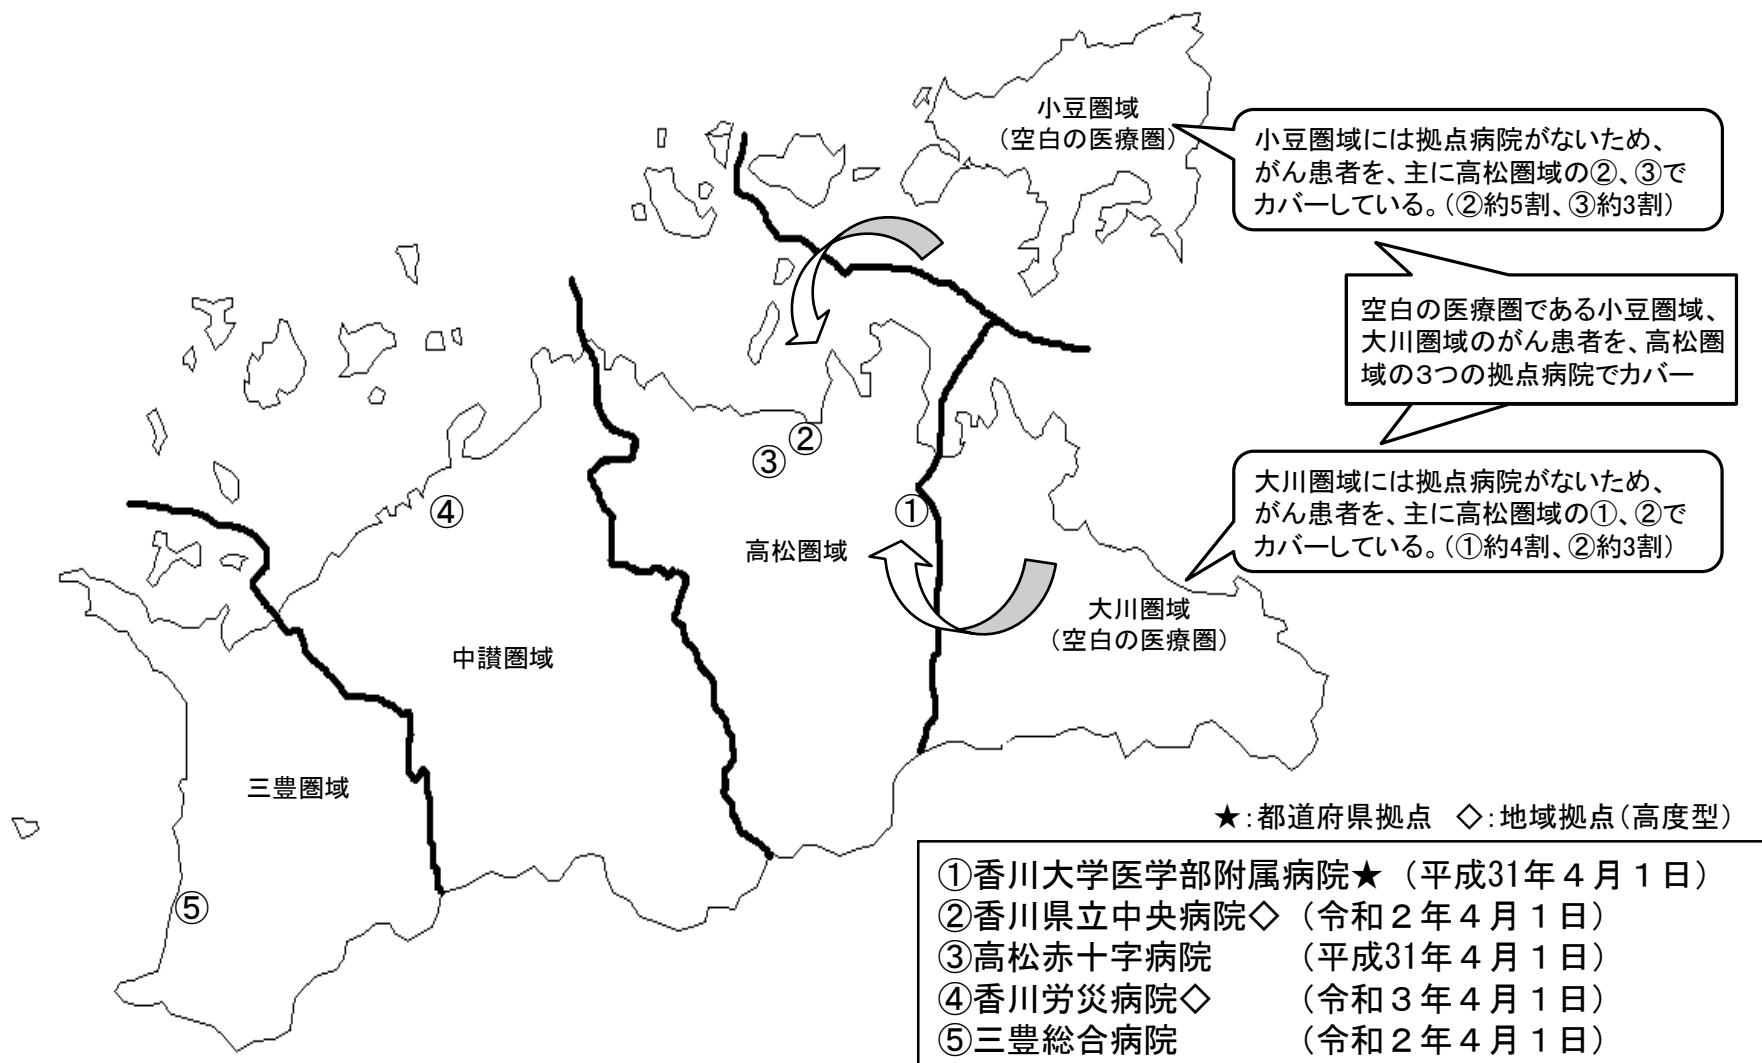 小豆圏域
（空白の医療圏）
小豆圏域には拠点病院がないため、
がん患者を、主に高松圏域の②、③で
カバーしている。（②約5割、③約3割）
空白の医療圏である小豆圏域、
大川圏域のがん患者を、高松圏
域の3つの拠点病院でカバー
②
③
④
①
大川圏域には拠点病院がないため、
がん患者を、主に高松圏域の①、②で
カバーしている。（①約4割、②約3割）
高松圏域
大川圏域
（空白の医療圏）
中讃圏域
三豊圏域
⑤
★：都道府県拠点　◇：地域拠点（高度型）
①香川大学医学部附属病院★（平成31年４月１日）
②香川県立中央病院◇（令和２年４月１日）
③高松赤十字病院　（平成31年４月１日）
④香川労災病院◇　（令和３年４月１日）
⑤三豊総合病院　（令和２年４月１日）